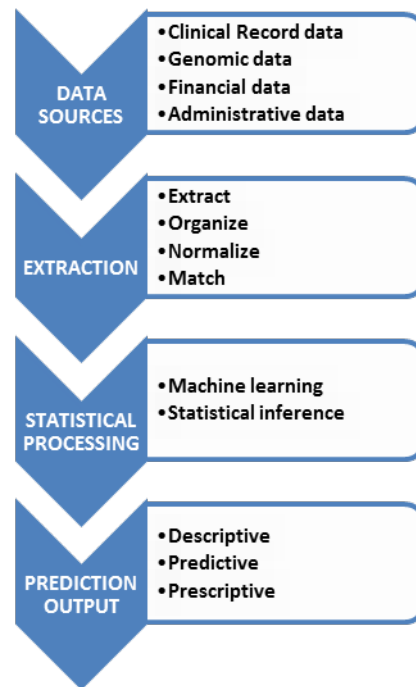 DATA
SOURCES
•Clinical Record data
•Genomic data
•Financial data
•Administrative data
EXTRACTION
•Extract
•Organize
•Normalize
•Match
STATISTICAL
PROCESSING
•Machine learning
•Statistical inference
PREDICTION
OUTPUT
•Descriptive
•Predictive
•Prescriptive